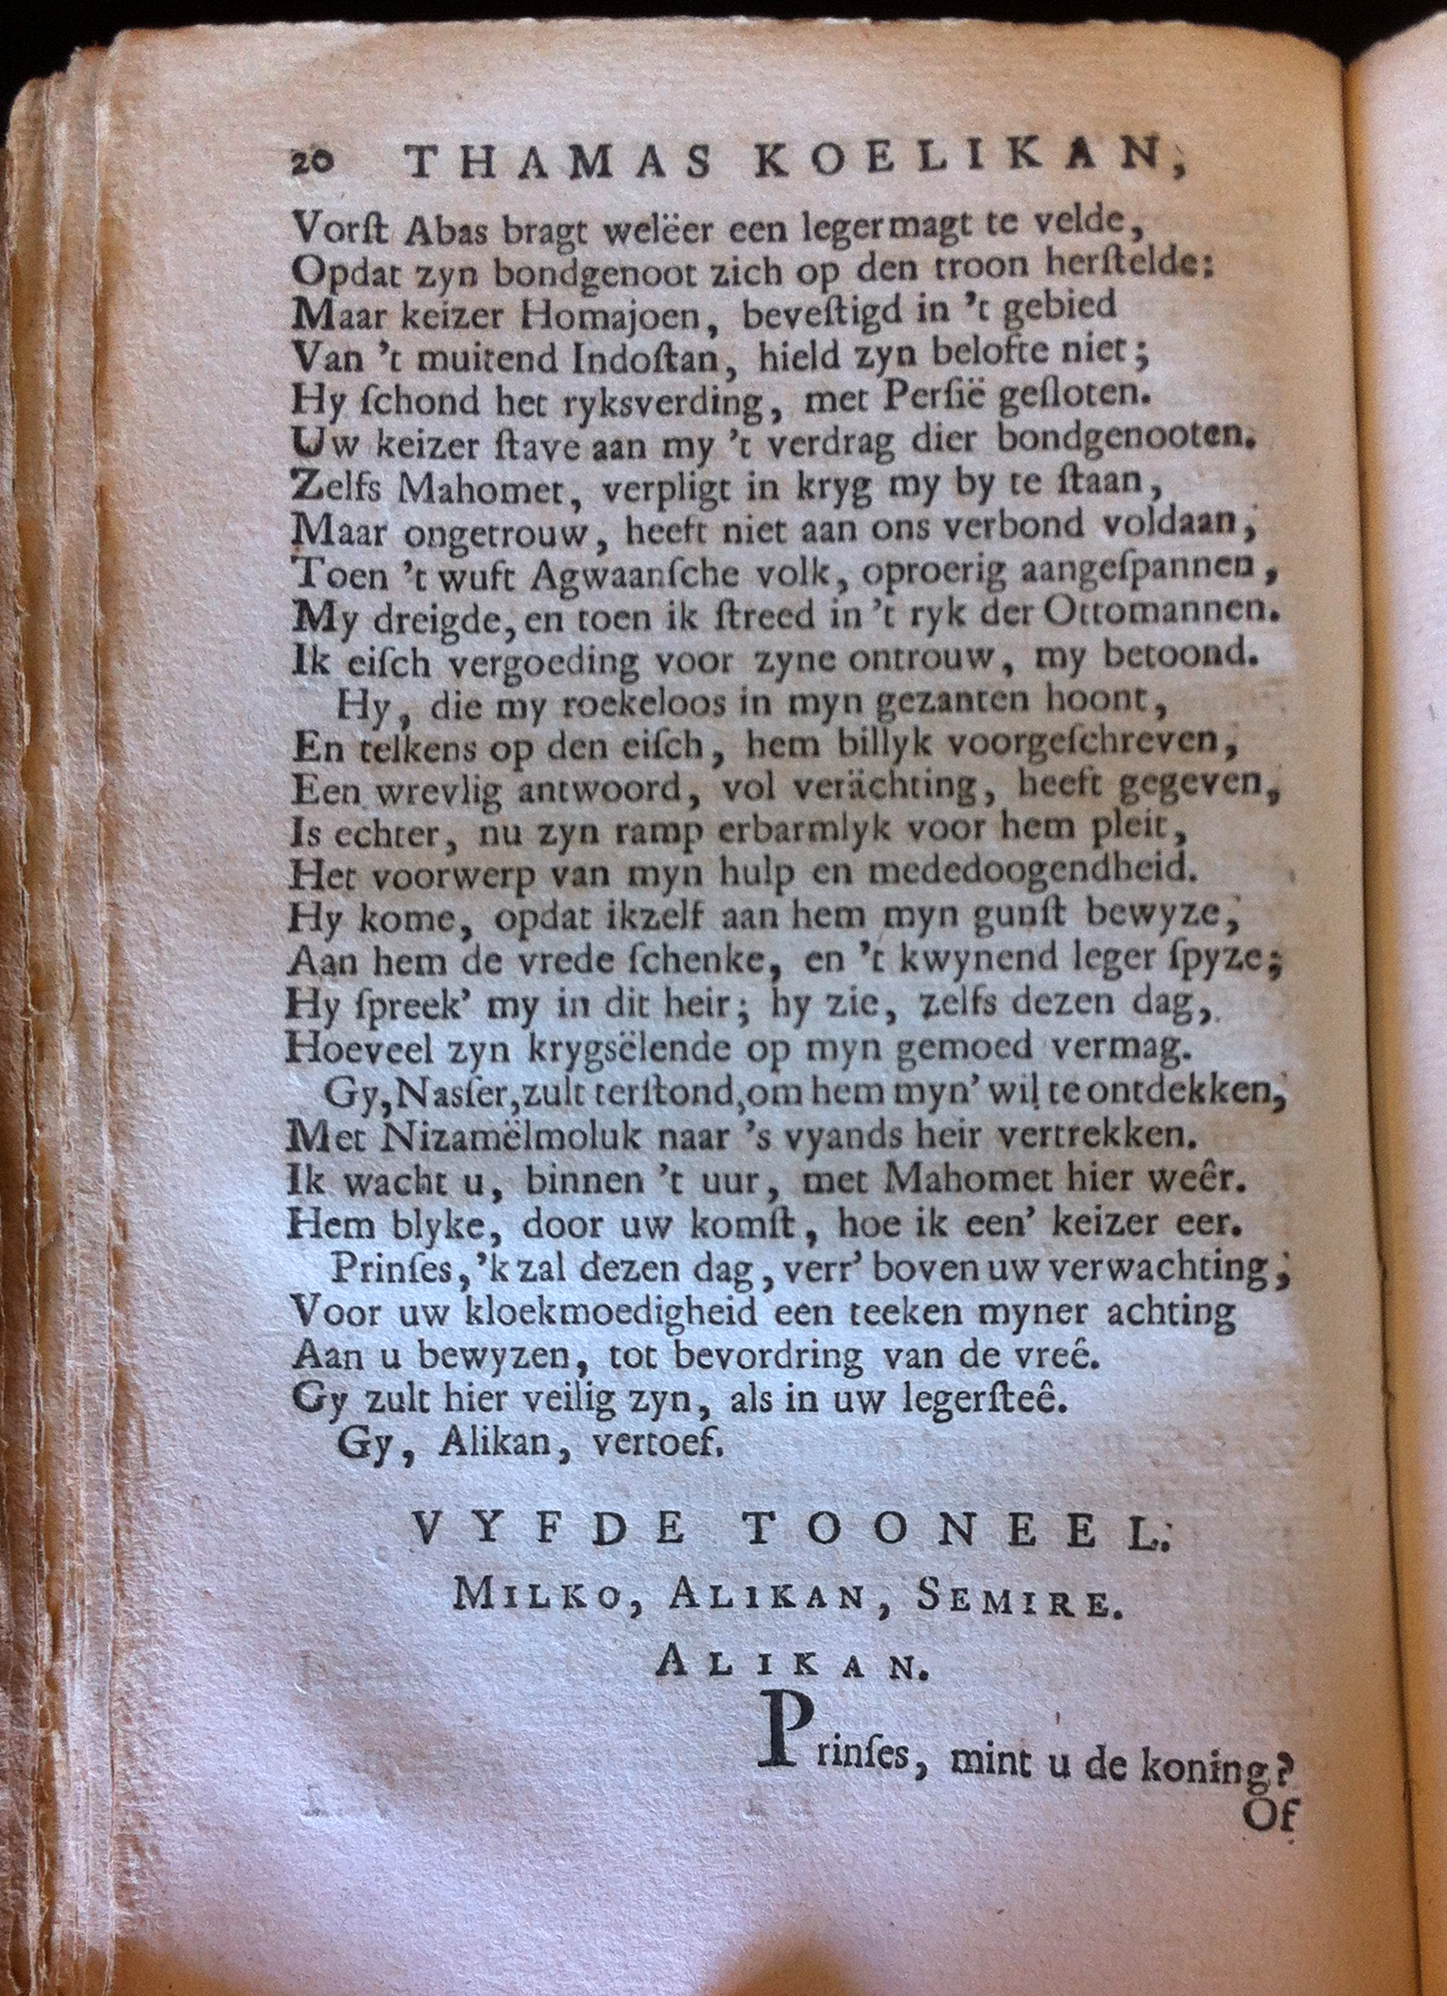 20 THAMAS KOELIKAN,
Vorſt Abas bragt welëer een legermagt te velde,
Opdat zyn bondgenoot zich op den troon herſtelde:
Maar keizer Homajoen, beveſtigd in 't gebied
Van 't muitend Indoſtan, hield zyn belofte niet;
Hy ſchond het ryksverding, met Perſië geſloten.
Uw keizer ſtave aan my 't verdrag dier bondgenooten.
Zelfs Mahomet, verpligt in kryg my by te ſtaan,
Maar ongetrouw, heeft niet aan ons verbond voldaan,
Toen 't wuft Agwaanſche volk, oproerig aangeſpannen,
My dreigde, en toen ik ſtreed in 't ryk der Ottomannen.
Ik eiſch vergoeding voor zyne ontrouw, my betoond.
Hy, die my roekeloos in myn gezanten hoont,
En telkens op den eiſch, hem billyk voorgeſchreven,
Een wrevlig antwoord, vol veràchting, heeft gegeven,
Is echter, nu zyn ramp erbarmlyk voor hem pleit,
Het voorwerp van myn hulp en mededoogendheid.
Hy kome, opdat ikzelf aan hem myn gunſt bewyze,
Aan hem de vrede ſchenke, en 't kwynend leger ſpyze;
Hy ſpreek' my in dit heir; hy zie, zelfs dezen dag,
Hoeveel zyn krygsëlende op myn gemoed vermag.
Gy, Nasſer, zult terſtond, om hem myn' wil te ontdekken,
Met Nizamëlmoluk naar 's vyands heir vertrekken.
Ik wacht u, binnen 't uur, met Mahomet hier weêr.
Hem blyke, door uw komſt, hoe ik een' keizer eer.
Prinſes, 'k zal dezen dag, verr' boven uw verwachting,
Voor uw kloekmoedigheid een teeken myner achting
Aan u bewyzen, tot bevordring van de vreê.
Gy zult hier veilig zyn, als in uw legerſteê.
Gy, Alikan, vertoef.
VYFDE TOONEEL.
MILKO, ALIKAN, SEMIRE.
ALIKAN.
Prinſes, mint u de koning?
Of